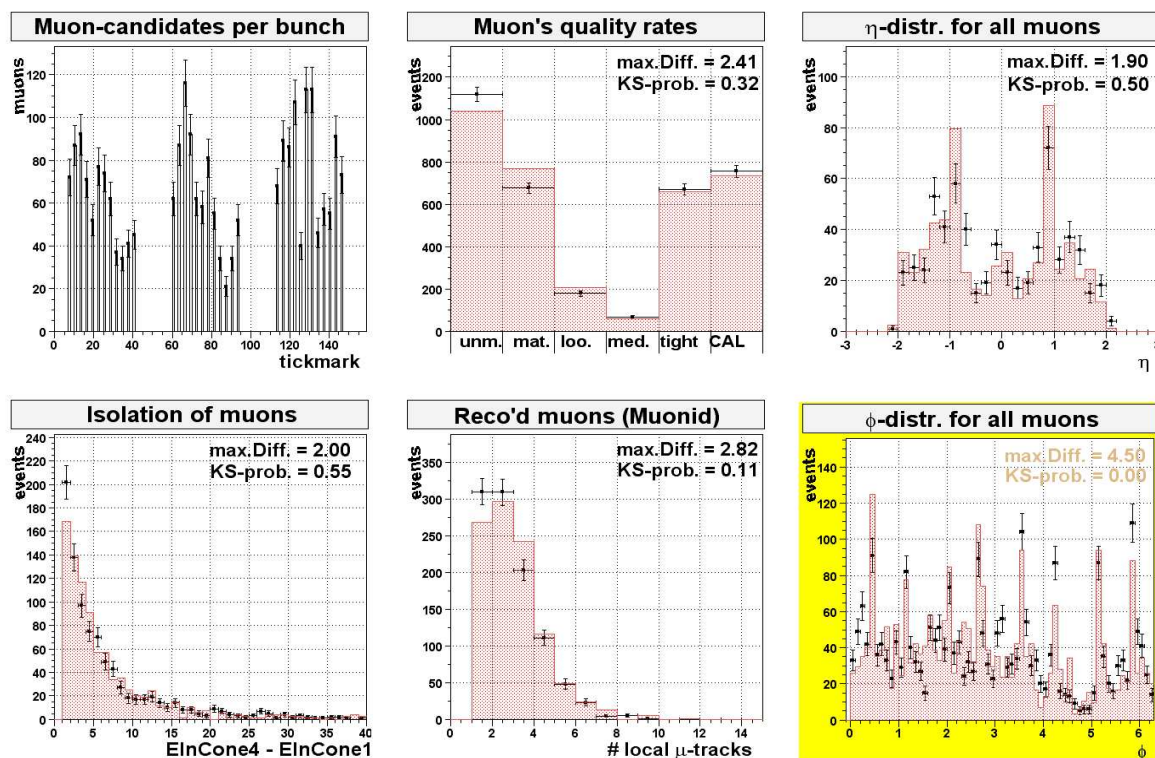 Muon-candidates per bunch
muons
120
100
80
60
40
20
0
0 20 40 60 80 100 120 140
tickmark
Muon's quality rates
events
max.Diff. = 2.41
KS-prob. = 0.32
1200
1000
800
600
400
200
0
unm. mat. loo. med. tight CAL
η-distr. for all muons
events
max.Diff. = 1.90
KS-prob. = 0.50
100
80
60
40
20
0
-3 -2 -1 0 1 2 3
η
Isolation of muons
events
max.Diff. = 2.00
KS-prob. = 0.55
240
220
200
180
160
140
120
100
80
60
40
20
0
0 5 10 15 20 25 30 35 40
EInCone4 - EInCone1
Reco'd muons (Muonid)
events
max.Diff. = 2.82
KS-prob. = 0.11
350
300
250
200
150
100
50
0
0 2 4 6 8 10 12 14
# local μ-tracks
ϕ-distr. for all muons
events
max.Diff. = 4.50
KS-prob. = 0.00
140
120
100
80
60
40
20
0
0 1 2 3 4 5 6
ϕ